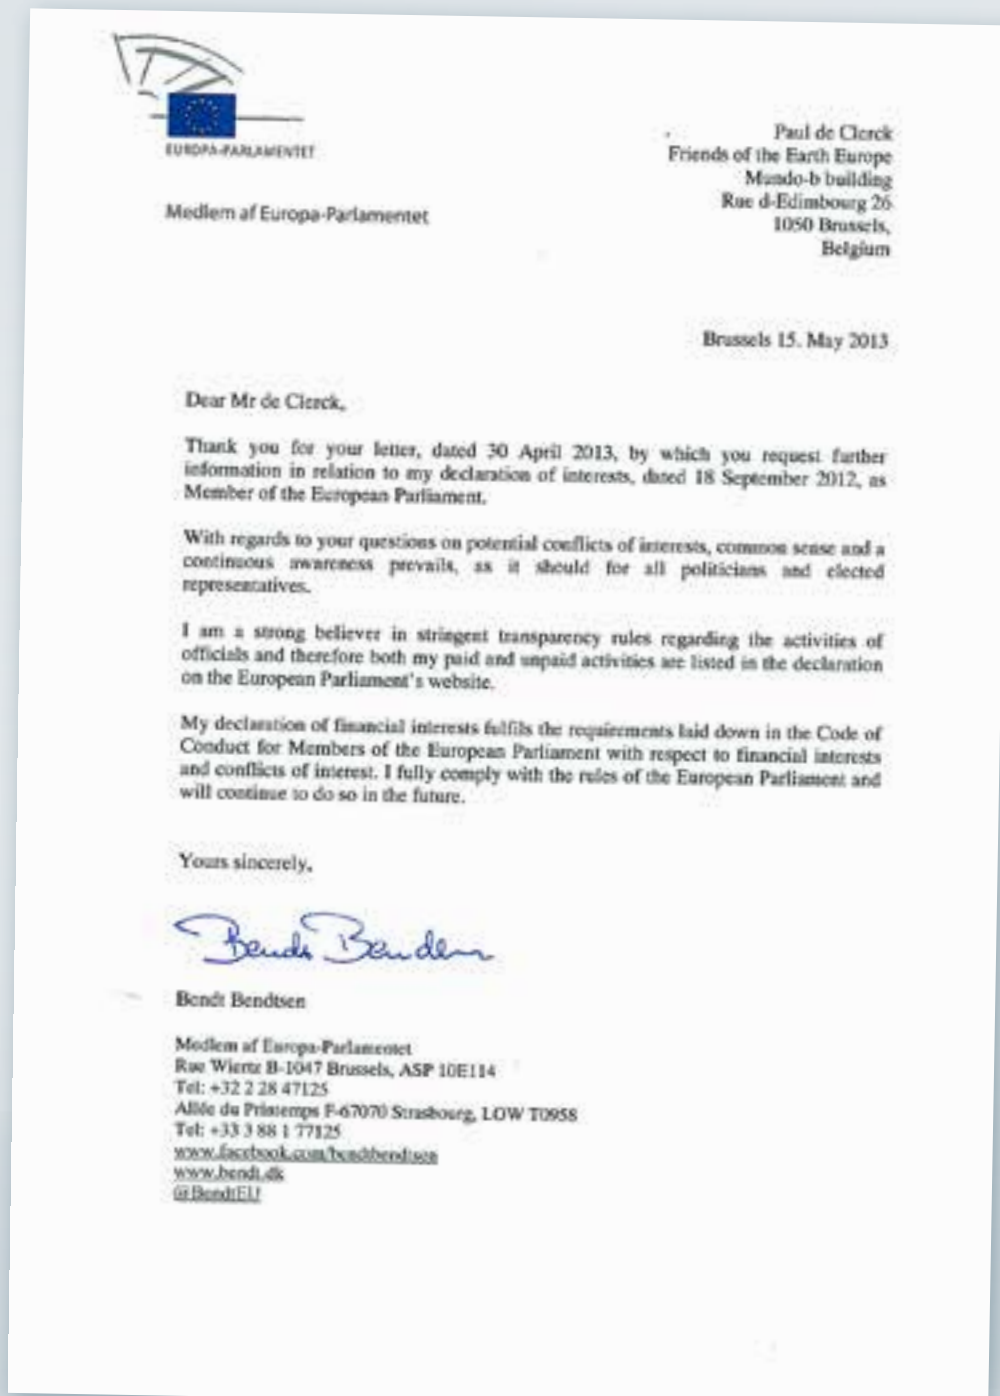 EUROPA-PARLAMENTET
Medlem af Europa-Parlamentet
Paul de Clerck
Friends of the Earth Europe
Mundo-b building
Rue d-Edimbourg 26
1050 Brussels,
Belgium
Brussels 15. May 2013
Dear Mr de Clerck,
Thank you for your letter, dated 30 April 2013, by which you request further
information in relation to my declaration of interests, dated 18 September 2012, as
Member of the European Parliament.
With regards to your questions on potential conflicts of interests, common sense and a
continuous awareness prevails, as it should for all politicians and elected
representatives.
I am a strong believer in stringent transparency rules regarding the activities of
officials and therefore both my paid and unpaid activities are listed in the declaration
on the European Parliament's website.
My declaration of financial interests fulfils the requirements laid down in the Code of
Conduct for Members of the European Parliament with respect to financial interests
and conflicts of interest. I fully comply with the rules of the European Parliament and
will continue to do so in the future.
Yours sincerely,
Bendt Bendtsen
Medlem af Europa-Parlamentet
Rue Wiertz B-1047 Brussels, ASP 10E114
Tel: +32 2 28 47125
Allée du Printemps F-67070 Strasbourg, LOW T0958
Tel: +33 3 88 1 77125
www.facebook.com/bendtbendtsen
www.bendt.dk
@BendtEU